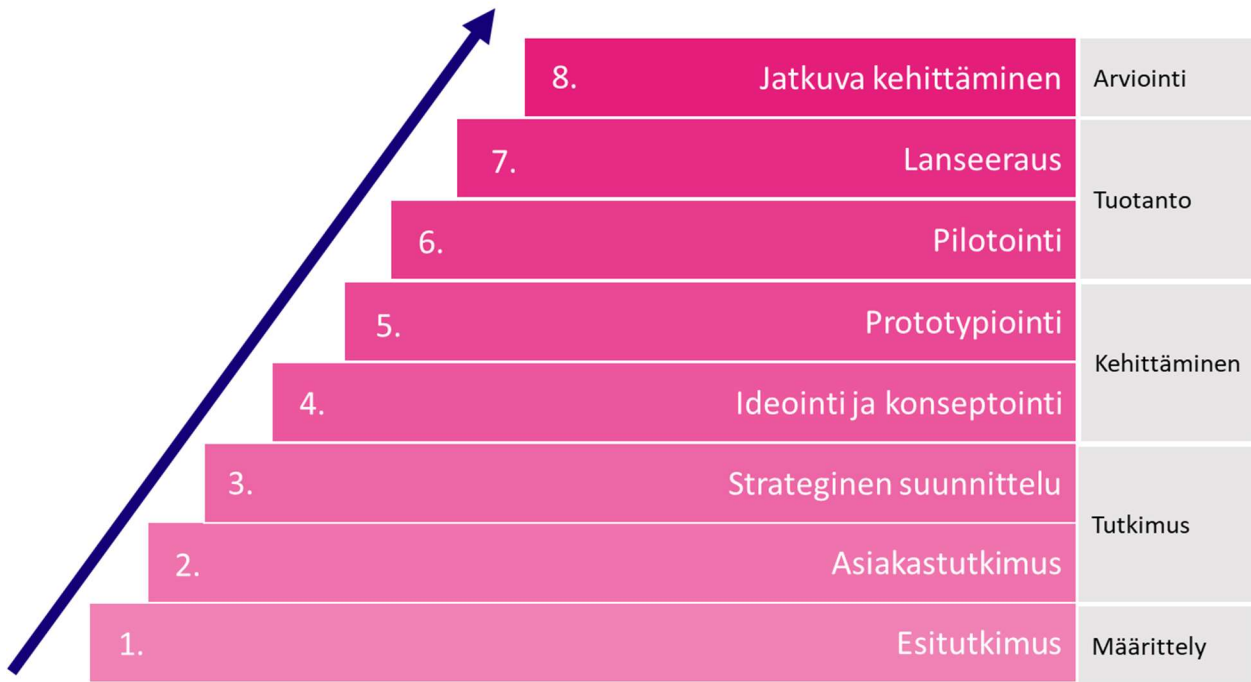 8. Jatkuva kehittäminen
Arviointi
7. Lanseeraus
Tuotanto
6. Pilotointi
5. Prototypiointi
Kehittäminen
4. Ideointi ja konseptointi
3. Strateginen suunnittelu
Tutkimus
2. Asiakastutkimus
1. Esitutkimus
Määrittely